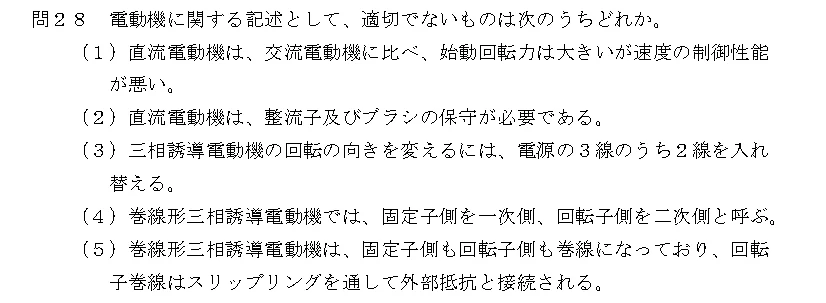 問２８　電動機に関する記述として、適切でないものは次のうちどれか。
（１）直流電動機は、交流電動機に比べ、始動回転力は大きいが速度の制御性能
が悪い。
（２）直流電動機は、整流子及びブラシの保守が必要である。
（３）三相誘導電動機の回転の向きを変えるには、電源の３線のうち２線を入れ
替える。
（４）巻線形三相誘導電動機では、固定子側を一次側、回転子側を二次側と呼ぶ。
（５）巻線形三相誘導電動機は、固定子側も回転子側も巻線になっており、回転
子巻線はスリップリングを通して外部抵抗と接続される。